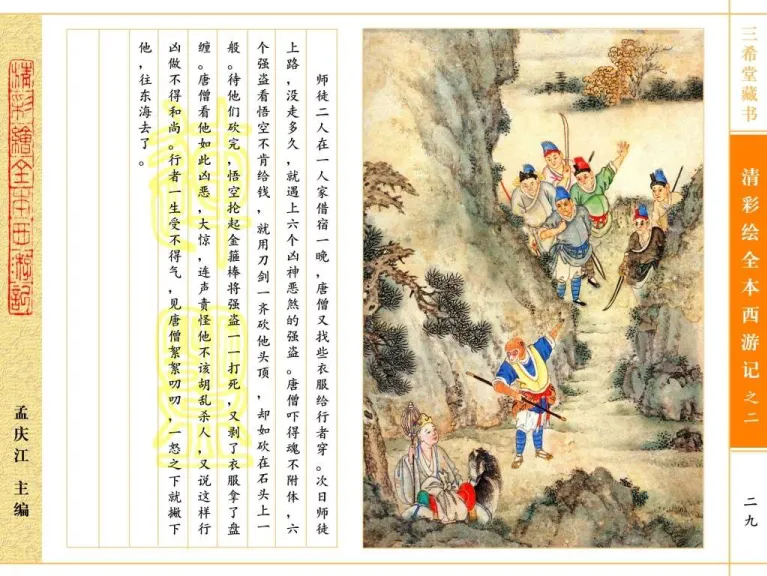 三希堂藏书
清彩绘全本西游记之二
二九
师徒二人在一人家借宿一晚，唐僧又找些衣服给行者穿。次日师徒
上路，没走多久，就遇上六个凶神恶煞的强盗。唐僧吓得魂不附体，六
个强盗看悟空不肯给钱，就用刀剑一齐砍他头顶，却如砍在石头上一
般。待他们砍完，悟空抡起金箍棒将强盗一一打死，又剥了衣服拿了盘
缠。唐僧看他如此凶恶，大惊，连声责怪他不该胡乱杀人，又说这样行
凶做不得和尚。行者一生受不得气，见唐僧絮絮叨叨，一怒之下就撇下
他，往东海去了。
清彩繪全本西游記
孟庆江 主编